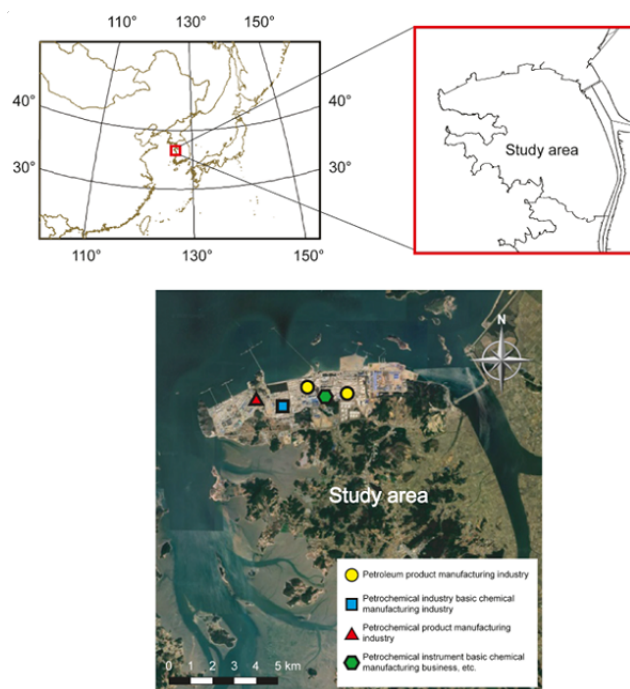 110° 130° 150°
40° 40°
30° 30°
110° 130° 150°
Study area
N
Study area
Petroleum product manufacturing industry
Petrochemical industry basic chemical
manufacturing industry
Petrochemical product manufacturing
industry
Petrochemical instrument basic chemical
manufacturing business, etc.
0 1 2 3 4 5 km